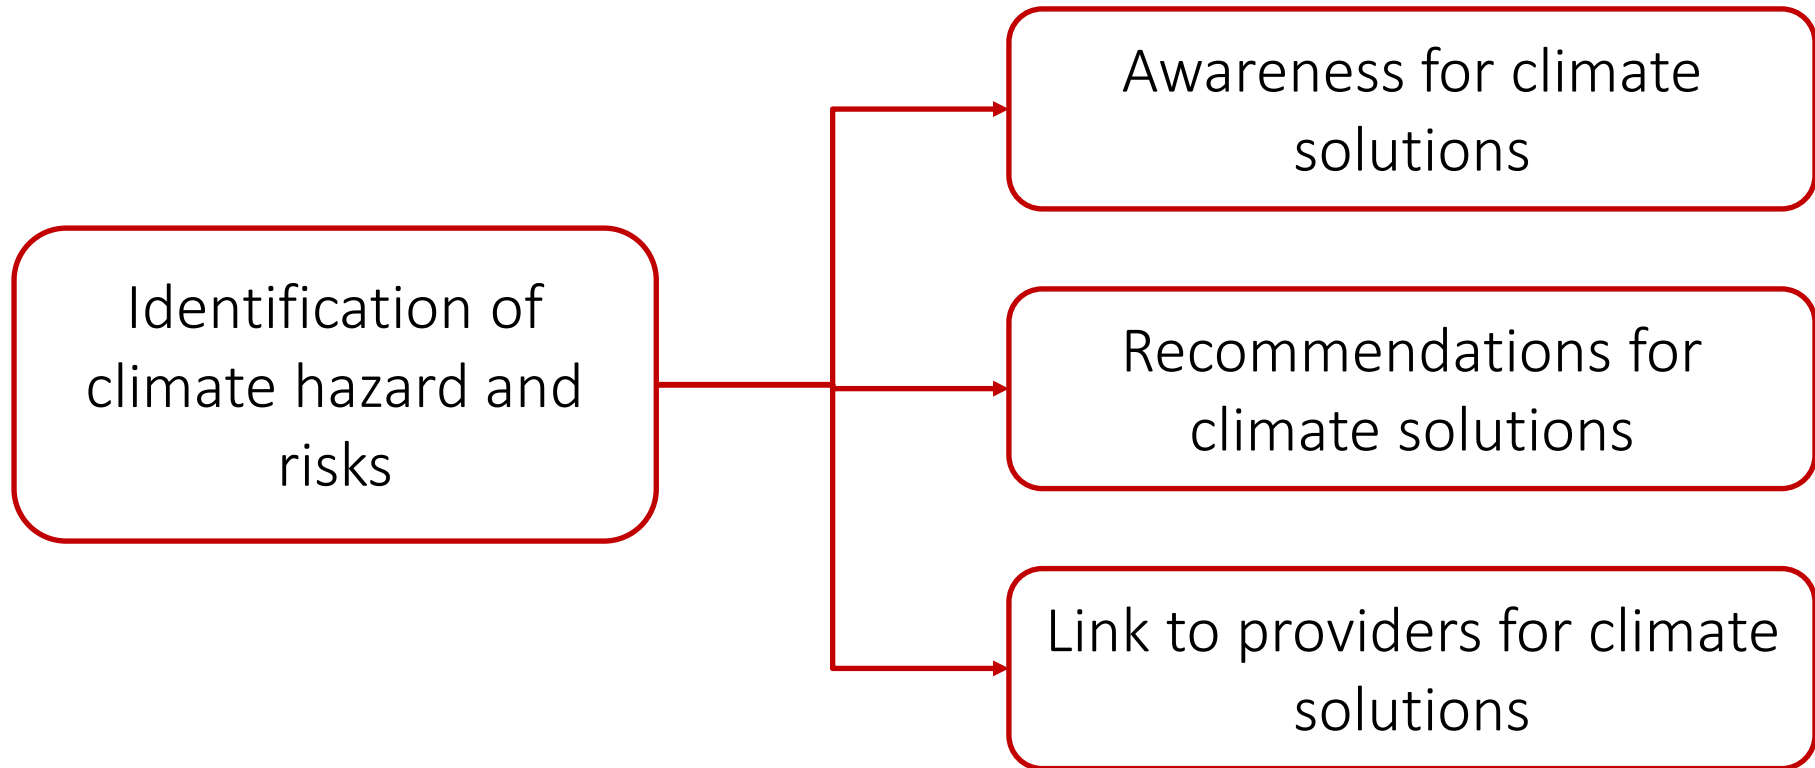 Awareness for climate
solutions
Identification of
climate hazard and
risks
Recommendations for
climate solutions
Link to providers for climate
solutions